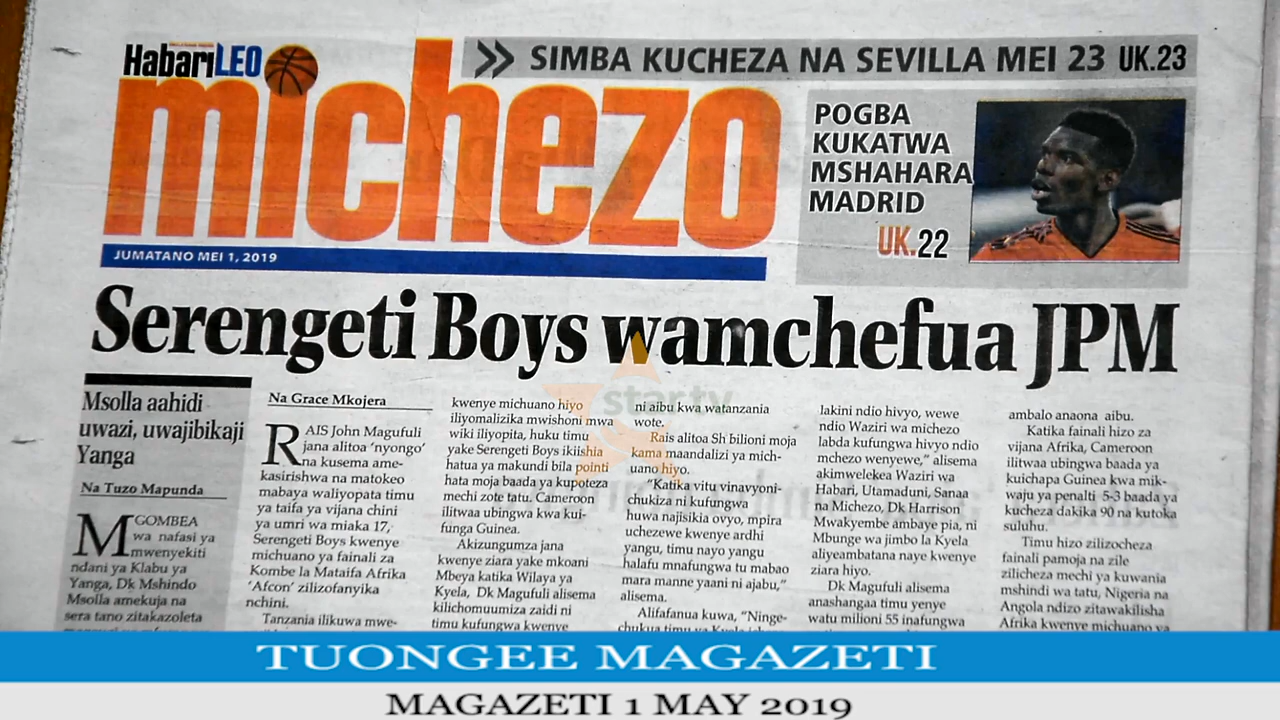 HabariLEO
michezo
JUMATANO MEI 1, 2019
SIMBA KUCHEZA NA SEVILLA MEI 23 UK.23
POGBA
KUKATWA
MSHAHARA
MADRID
UK.22
Serengeti Boys wamchefua JPM
Msolla aahidi
uwazi, uwajibikaji
Yanga
Na Tuzo Mapunda
MGOMBEA
wa nafasi ya
mwenyekiti
ndani ya Klabu ya
Yanga, Dk Mshindo
Msolla amekuja na
sera tano zitakazoleta
Na Grace Mkojera
RAIS John Magufuli
jana alitoa 'nyongo'
na kusema ame-
kasirishwa na matokeo
mabaya waliyopata timu
ya taifa ya vijana chini
ya umri wa miaka 17,
Serengeti Boys kwenye
michuano ya fainali za
Kombe la Mataifa Afrika
'Afcon' zilizofanyika
nchini.
Tanzania ilikuwa mwe-
kwenye michuano hiyo
iliyomalizika mwishoni mwa
wiki iliyopita, huku timu
yake Serengeti Boys ikiishia
hatua ya makundi bila pointi
hata moja baada ya kupoteza
mechi zote tatu. Cameroon
ilitwaa ubingwa kwa kui-
funga Guinea.
Akizungumza jana
kwenye ziara yake mkoani
Mbeya katika Wilaya ya
Kyela, Dk Magufuli alisema
kilichomuumiza zaidi ni
timu kufungwa kwenye
ni aibu kwa watanzania
wote.
Rais alitoa Sh bilioni moja
kama maandalizi ya mich-
uano hiyo.
"Katika vitu vinavyoni-
chukiza ni kufungwa
huwa najisikia ovyo, mpira
uchezewe kwenye ardhi
yangu, timu nayo yangu
halafu mnafungwa tu mabao
mara manne yaani ni ajabu,"
alisema.
Alifafanua kuwa, "Ninge-
chukua timu ya Kyela
lakini ndio hivyo, wewe
ndio Waziri wa michezo
labda kufungwa hivyo ndio
mchezo wenyewe," alisema
akimwelekea Waziri wa
Habari, Utamaduni, Sanaa
na Michezo, Dk Harrison
Mwakyembe ambaye pia, ni
Mbunge wa jimbo la Kyela
aliyeambatana naye kwenye
ziara hiyo.
Dk Magufuli alisema
anashangaa timu yenye
watu milioni 55 inafungwa
ambalo anaona aibu.
Katika fainali hizo za
vijana Afrika, Cameroon
ilitwaa ubingwa baada ya
kuichapa Guinea kwa mik-
waju ya penalti 5-3 baada ya
kucheza dakika 90 na kutoka
suluhu.
Timu hizo zilizocheza
fainali pamoja na zile
zilicheza mechi ya kuwania
mshindi wa tatu, Nigeria na
Angola ndizo zitawakilisha
Afrika kwenye michuano ya
startv
TUONGEE MAGAZETI
MAGAZETI 1 MAY 2019